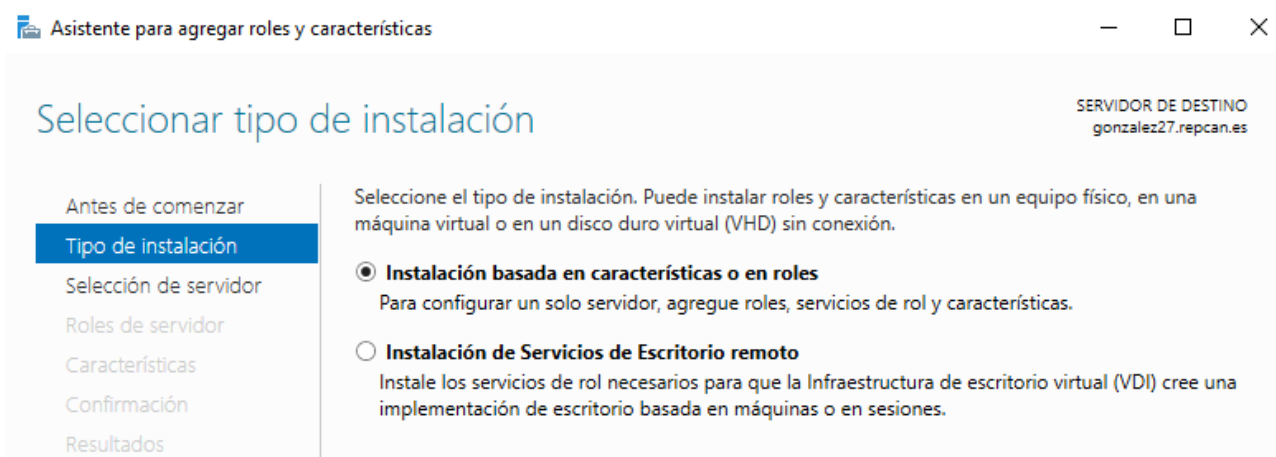 Asistente para agregar roles y características
Seleccionar tipo de instalación
SERVIDOR DE DESTINO
gonzalez27.repcan.es
Antes de comenzar
Tipo de instalación
Selección de servidor
Roles de servidor
Características
Confirmación
Resultados
Seleccione el tipo de instalación. Puede instalar roles y características en un equipo físico, en una
máquina virtual o en un disco duro virtual (VHD) sin conexión.
Instalación basada en características o en roles
Para configurar un solo servidor, agregue roles, servicios de rol y características.
Instalación de Servicios de Escritorio remoto
Instale los servicios de rol necesarios para que la Infraestructura de escritorio virtual (VDI) cree una
implementación de escritorio basada en máquinas o en sesiones.